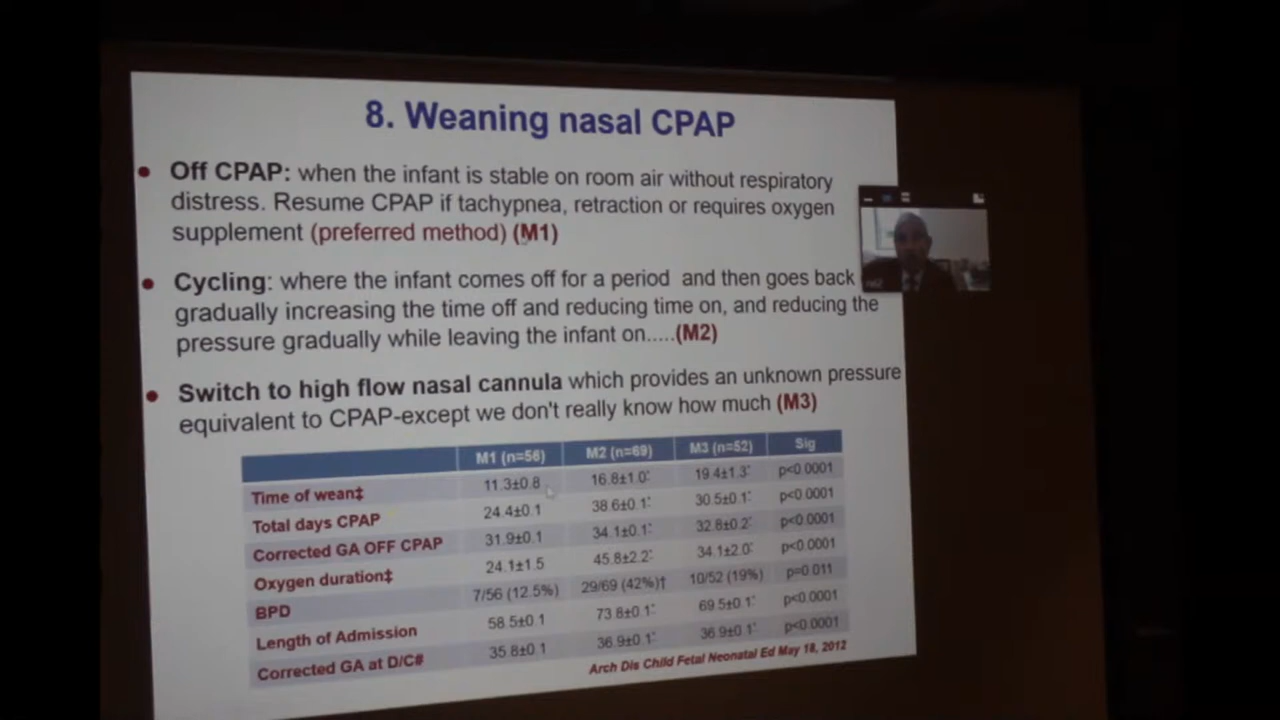 8. Weaning nasal CPAP
• Off CPAP: when the infant is stable on room air without respiratory
distress. Resume CPAP if tachypnea, retraction or requires oxygen
supplement (preferred method) (M1)
• Cycling: where the infant comes off for a period and then goes back
gradually increasing the time off and reducing time on, and reducing the
pressure gradually while leaving the infant on.....(M2)
• Switch to high flow nasal cannula which provides an unknown pressure
equivalent to CPAP-except we don't really know how much (M3)
M1 (n=56) M2 (n=69) M3 (n=52) Sig
Time of wean‡ 11.3±0.8 16.8±1.0* 19.4±1.3* p<0.0001
Total days CPAP 24.4±0.1 38.6±0.1* 30.5±0.1* p<0.0001
Corrected GA OFF CPAP 31.9±0.1 34.1±0.1* 32.8±0.2* p<0.0001
Oxygen duration‡ 24.1±1.5 45.8±2.2* 34.1±2.0* p<0.0001
BPD 7/56 (12.5%) 29/69 (42%)† 10/52 (19%) p=0.011
Length of Admission 58.5±0.1 73.8±0.1* 69.5±0.1* p<0.0001
Corrected GA at D/C# 35.8±0.1 36.9±0.1* 36.9±0.1* p<0.0001
Arch Dis Child Fetal Neonatal Ed May 18, 2012